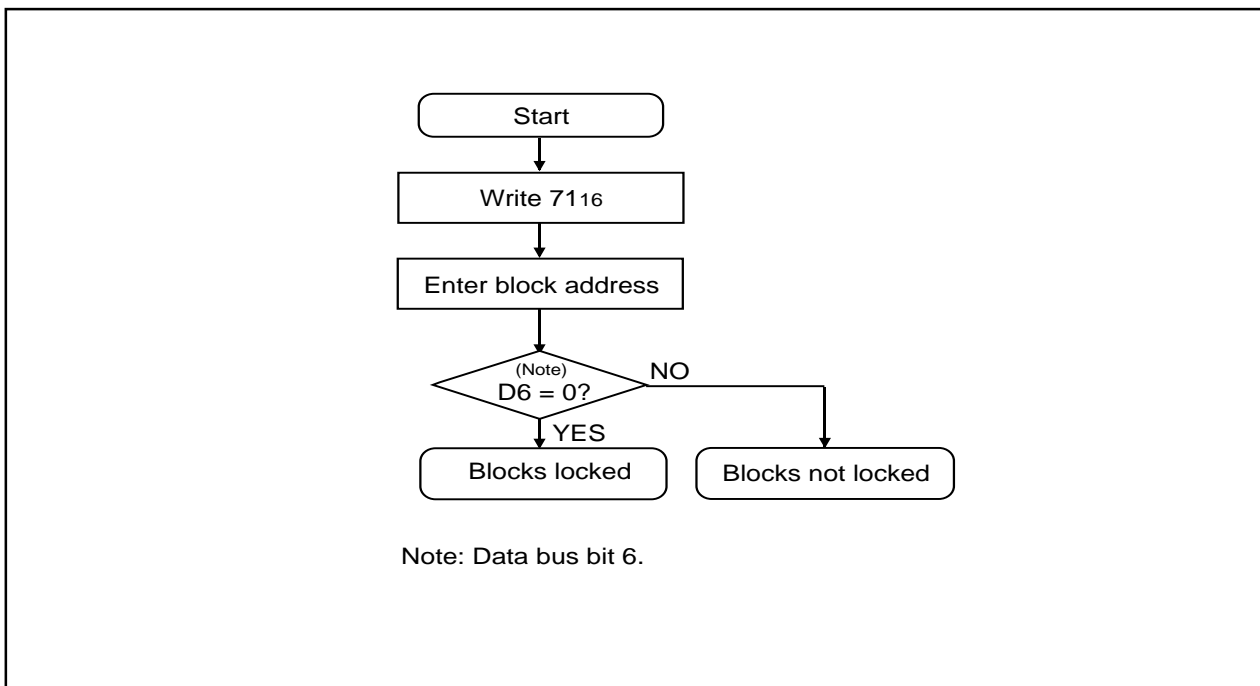 Start
Write 7116
Enter block address
(Note)
D6 = 0?
NO
YES
Blocks locked
Blocks not locked
Note: Data bus bit 6.